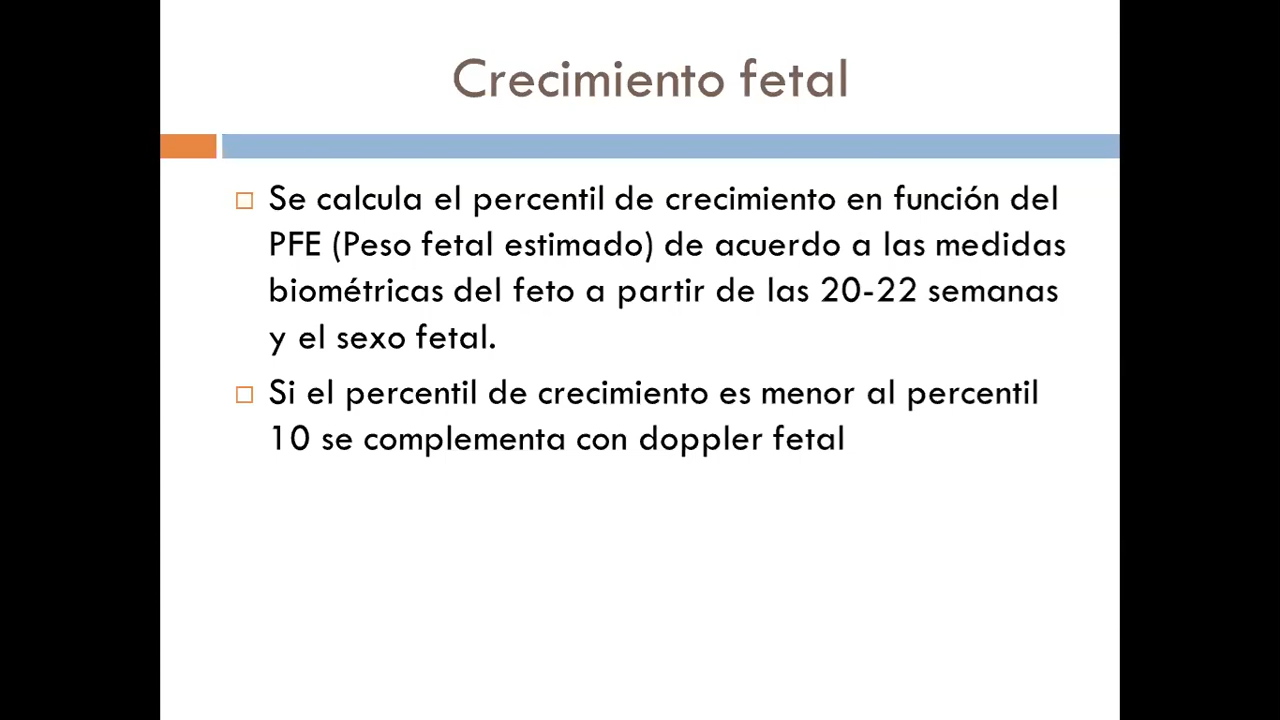 Crecimiento fetal
Se calcula el percentil de crecimiento en función del
PFE (Peso fetal estimado) de acuerdo a las medidas
biométricas del feto a partir de las 20-22 semanas
y el sexo fetal.
Si el percentil de crecimiento es menor al percentil
10 se complementa con doppler fetal